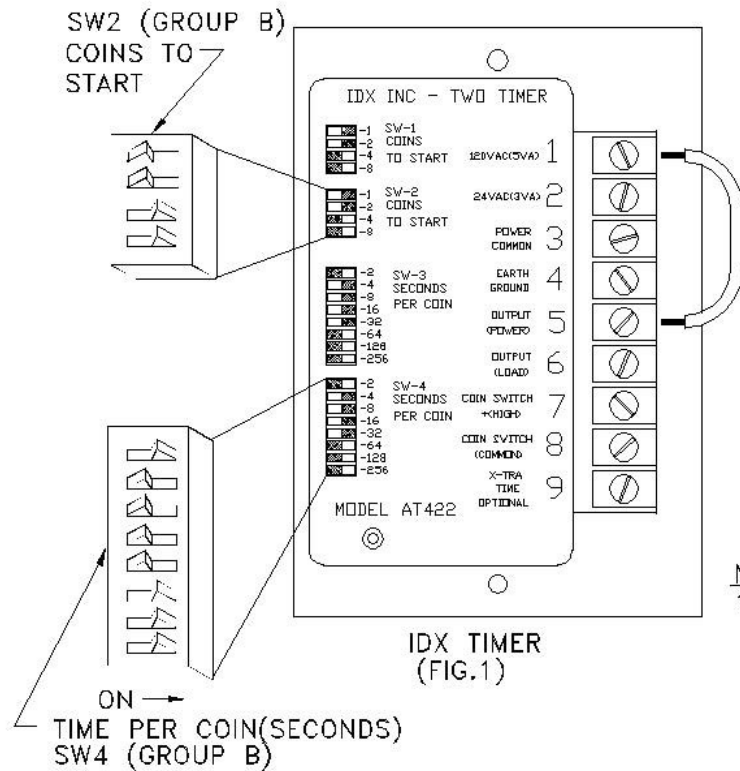 SW2 (GROUP B)
COINS TO
START
IDX INC - TWO TIMER
-1
-2
-4
-8
SW-1
COINS
TO START
-1
-2
-4
-8
SW-2
COINS
TO START
-2
-4
-8
-16
-32
-64
-128
-256
SW-3
SECONDS
PER COIN
-2
-4
-8
-16
-32
-64
-128
-256
SW-4
SECONDS
PER COIN
120VAC(5VA) 1
24VAC(3VA) 2
POWER
COMMON 3
EARTH
GROUND 4
OUTPUT
(POWER) 5
OUTPUT
(LOAD) 6
COIN SWITCH
+(HIGH) 7
COIN SWITCH
(COMMON) 8
X-TRA
TIME
OPTIONAL 9
MODEL AT422
IDX TIMER
(FIG.1)
ON
TIME PER COIN(SECONDS)
SW4 (GROUP B)